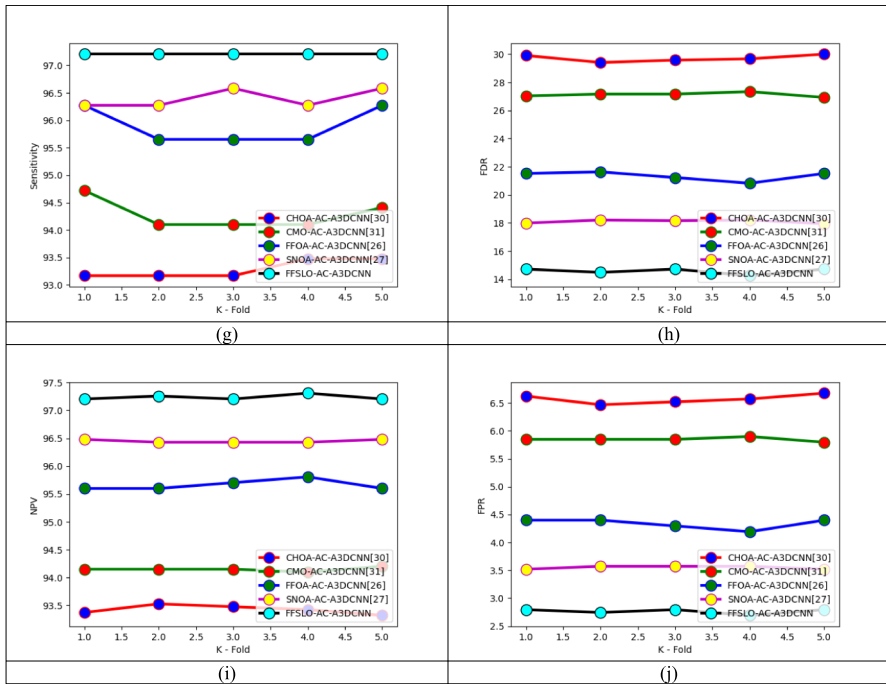 97.0
96.5
96.0
95.5
95.0
94.5
94.0
93.5
93.0
Sensitivity
1.0 1.5 2.0 2.5 3.0 3.5 4.0 4.5 5.0
K - Fold
CHOA-AC-A3DCNN[30]
CMO-AC-A3DCNN[31]
FFOA-AC-A3DCNN[26]
SNOA-AC-A3DCNN[27]
FFSLO-AC-A3DCNN
30
28
26
24
22
20
18
16
14
FDR
1.0 1.5 2.0 2.5 3.0 3.5 4.0 4.5 5.0
K - Fold
CHOA-AC-A3DCNN[30]
CMO-AC-A3DCNN[31]
FFOA-AC-A3DCNN[26]
SNOA-AC-A3DCNN[27]
FFSLO-AC-A3DCNN
(g)
(h)
97.5
97.0
96.5
96.0
95.5
95.0
94.5
94.0
93.5
NPV
1.0 1.5 2.0 2.5 3.0 3.5 4.0 4.5 5.0
K - Fold
CHOA-AC-A3DCNN[30]
CMO-AC-A3DCNN[31]
FFOA-AC-A3DCNN[26]
SNOA-AC-A3DCNN[27]
FFSLO-AC-A3DCNN
6.5
6.0
5.5
5.0
4.5
4.0
3.5
3.0
2.5
FPR
1.0 1.5 2.0 2.5 3.0 3.5 4.0 4.5 5.0
K - Fold
CHOA-AC-A3DCNN[30]
CMO-AC-A3DCNN[31]
FFOA-AC-A3DCNN[26]
SNOA-AC-A3DCNN[27]
FFSLO-AC-A3DCNN
(i)
(j)